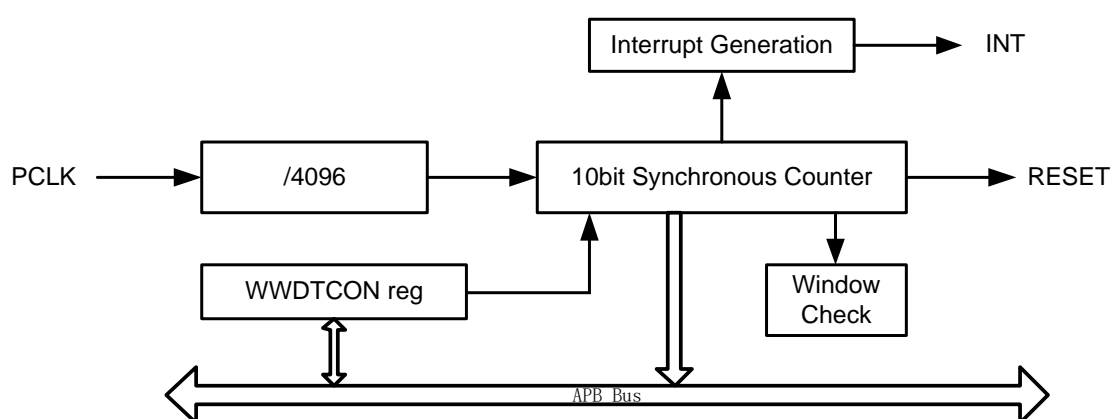 Interrupt Generation
INT
PCLK
/4096
10bit Synchronous Counter
RESET
WWDTCON reg
Window
Check
APB Bus